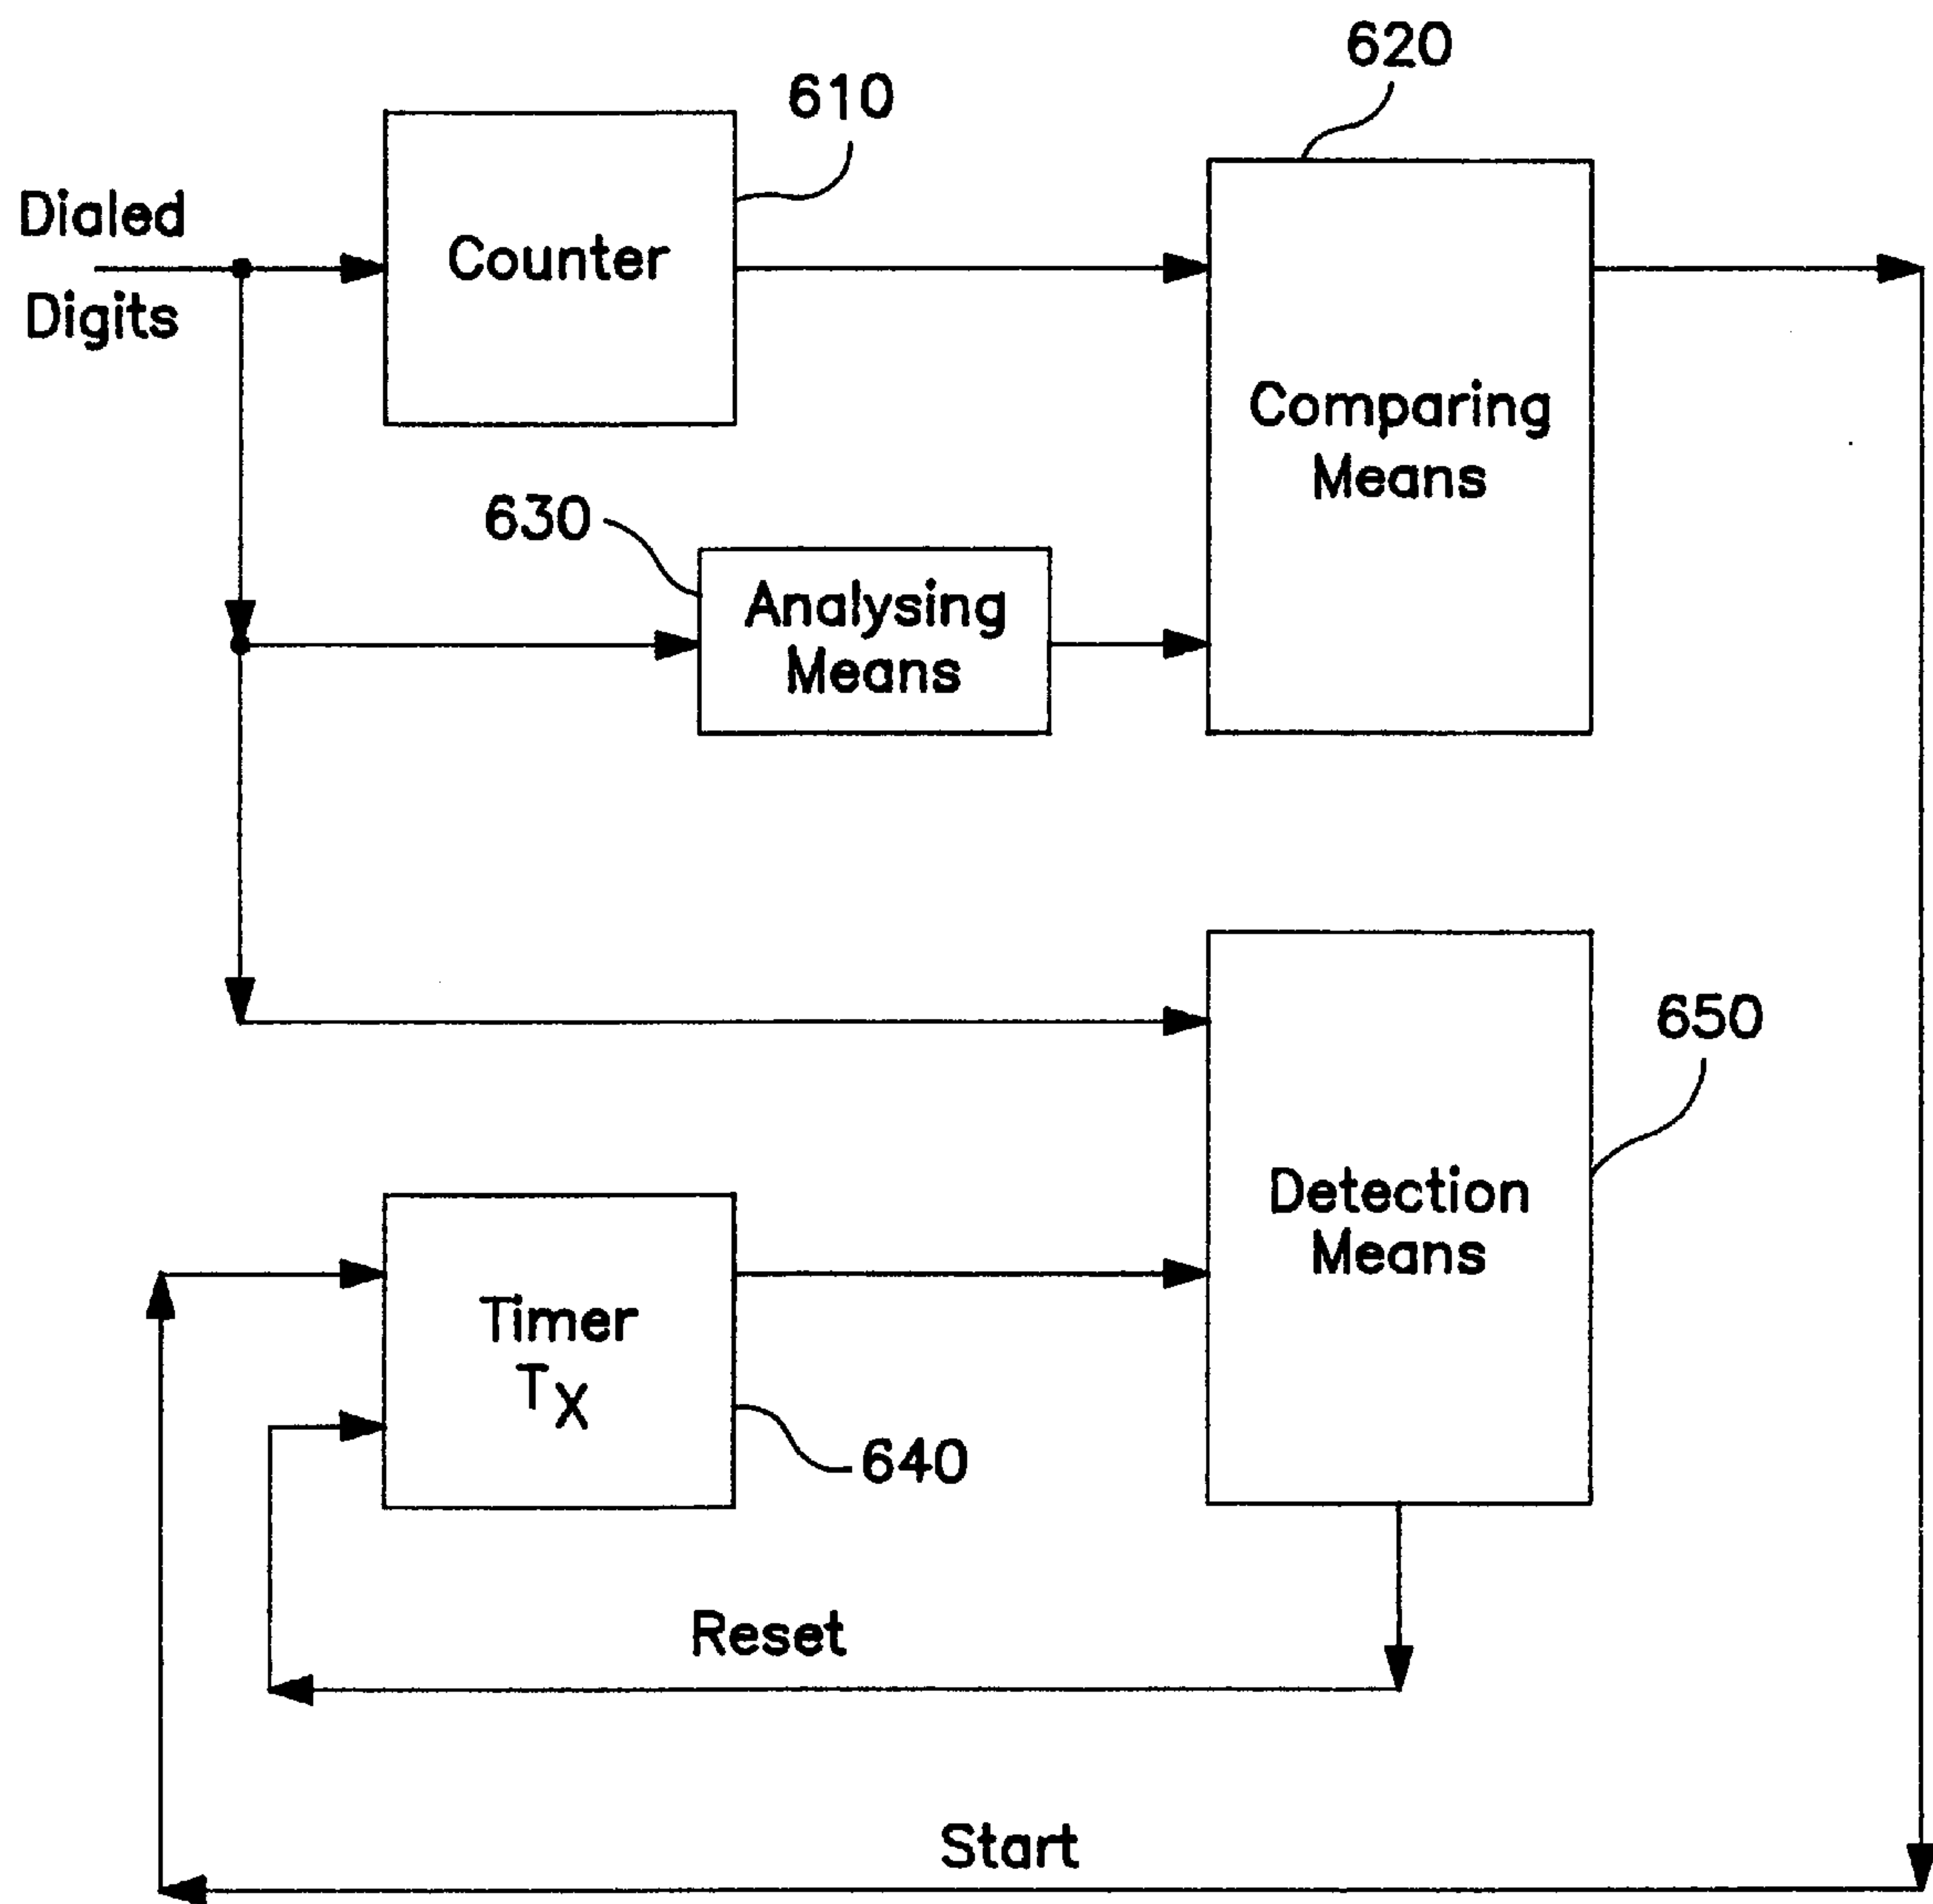 620
610
Dialed
Digits
Counter
Comparing
Means
630
Analysing
Means
650
Detection
Means
Timer
TX
640
Reset
Start